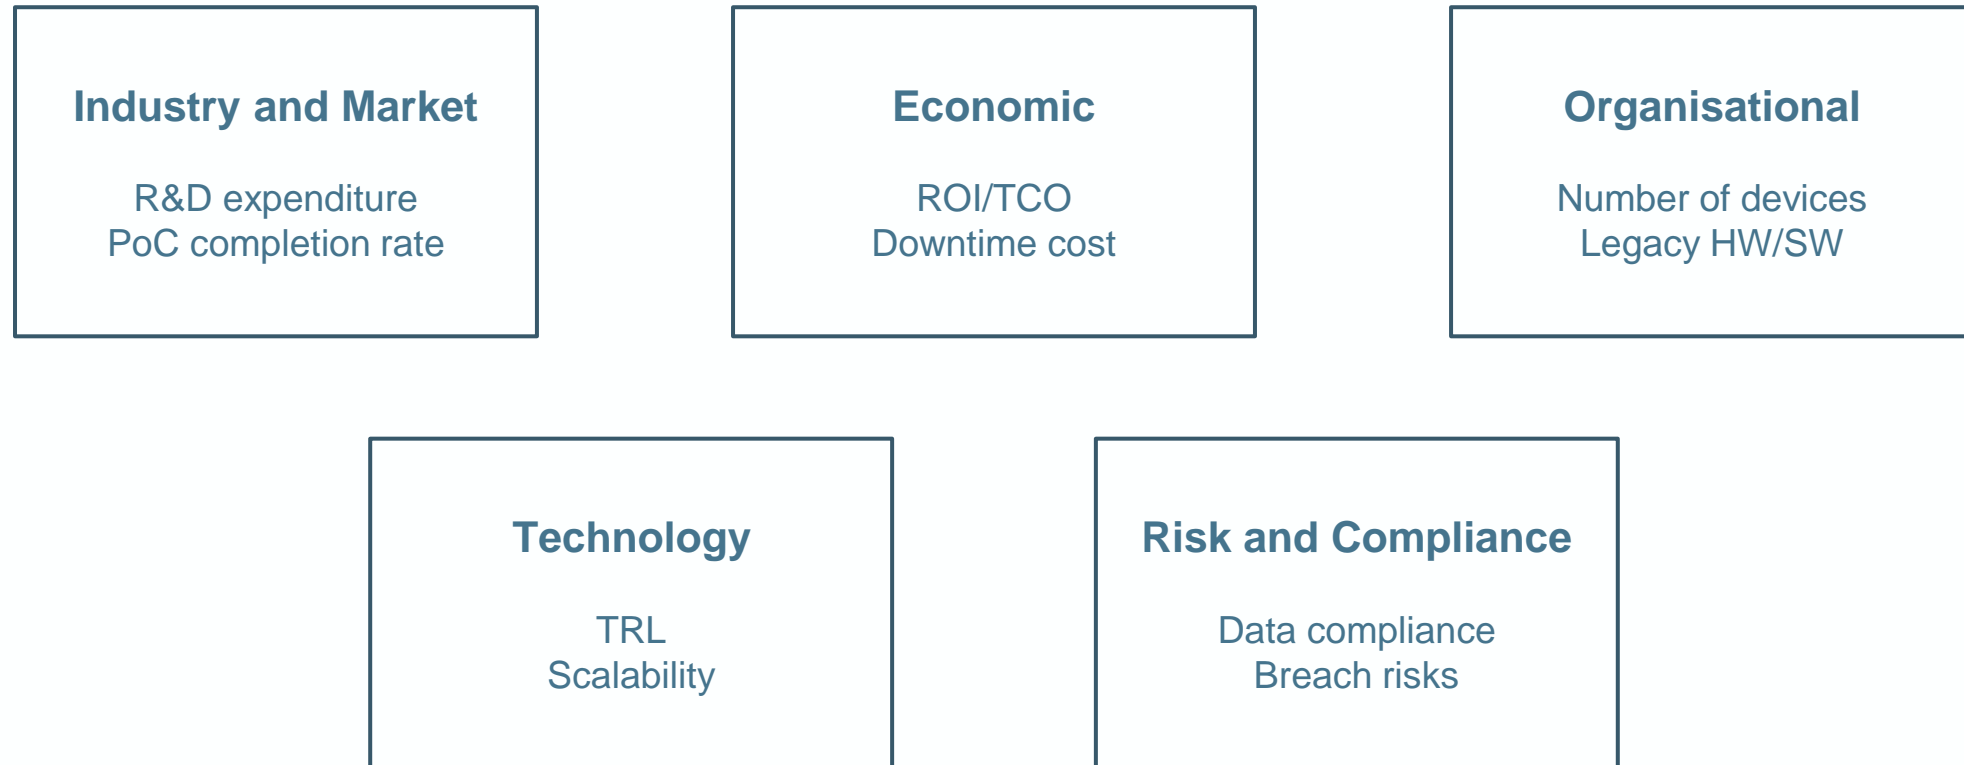 Industry and Market
R&D expenditure
PoC completion rate
Economic
ROI/TCO
Downtime cost
Organisational
Number of devices
Legacy HW/SW
Technology
TRL
Scalability
Risk and Compliance
Data compliance
Breach risks